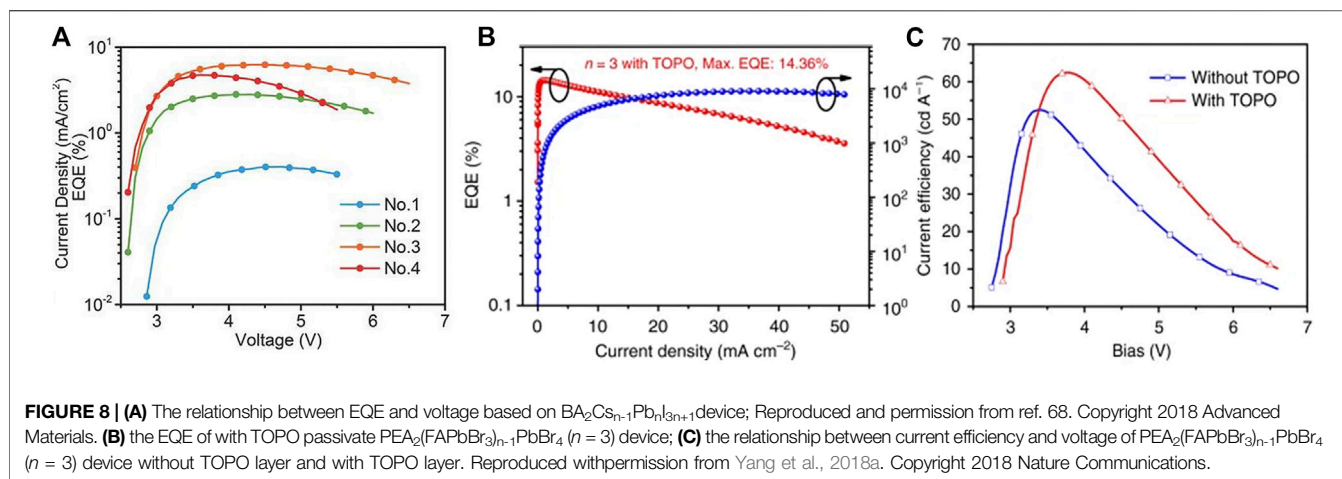 A
Current Density (mA/cm²)
EQE (%)
10¹
10⁰
10⁻¹
10⁻²
3 4 5 6 7
Voltage (V)
No.1
No.2
No.3
No.4
B
n = 3 with TOPO, Max. EQE: 14.36%
EQE (%)
10
1
0.1
0 10 20 30 40 50
Current density (mA cm⁻²)
10⁴
10³
10²
10¹
10⁰
C
Current efficiency (cd A⁻¹)
70
60
50
40
30
20
10
0
3 4 5 6 7
Bias (V)
Without TOPO
With TOPO
FIGURE 8 | (A) The relationship between EQE and voltage based on BA₂Csₙ₋₁PbₙI₃ₙ₊₁device; Reproduced and permission from ref. 68. Copyright 2018 Advanced
Materials. (B) the EQE of with TOPO passivate PEA₂(FAPbBr₃)ₙ₋₁PbBr₄ (n = 3) device; (C) the relationship between current efficiency and voltage of PEA₂(FAPbBr₃)ₙ₋₁PbBr₄
(n = 3) device without TOPO layer and with TOPO layer. Reproduced withpermission from Yang et al., 2018a. Copyright 2018 Nature Communications.